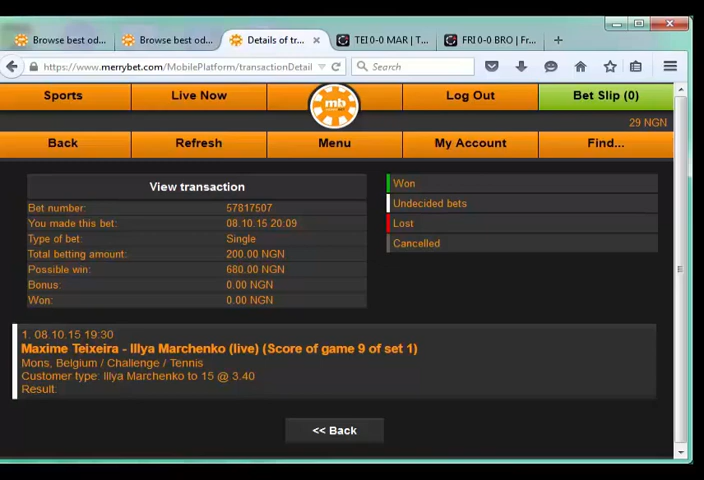 Browse best od...
Browse best od...
Details of tr...
TEI 0-0 MAR | T...
FRI 0-0 BRO | Fr...
https://www.merrybet.com/MobilePlatform/transactionDetail
Search
Sports
Live Now
mb
Log Out
Bet Slip (0)
29 NGN
Back
Refresh
Menu
My Account
Find...
View transaction
Bet number: 57817507
You made this bet: 08.10.15 20:09
Type of bet: Single
Total betting amount: 200.00 NGN
Possible win: 680.00 NGN
Bonus: 0.00 NGN
Won: 0.00 NGN
Won
Undecided bets
Lost
Cancelled
1. 08.10.15 19:30
Maxime Teixeira - Illya Marchenko (live) (Score of game 9 of set 1)
Mons, Belgium / Challenge / Tennis
Customer type: Illya Marchenko to 15 @ 3.40
Result:
<< Back